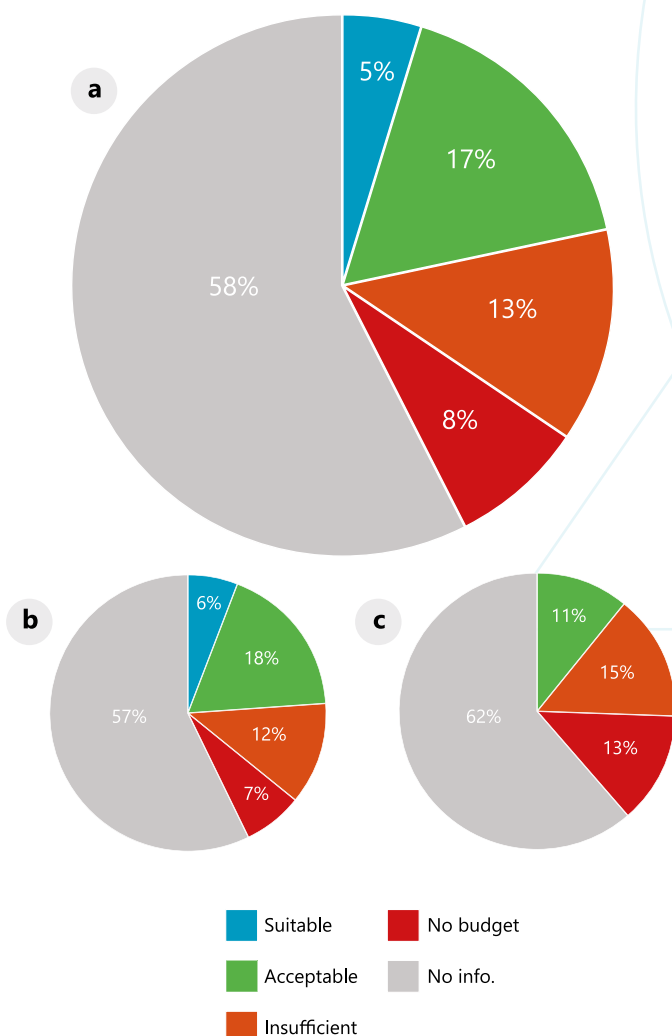 a
5%
17%
58%
13%
8%
b
c
6%
18%
57%
12%
7%
11%
15%
62%
13%
Suitable
No budget
Acceptable
No info.
Insufficient